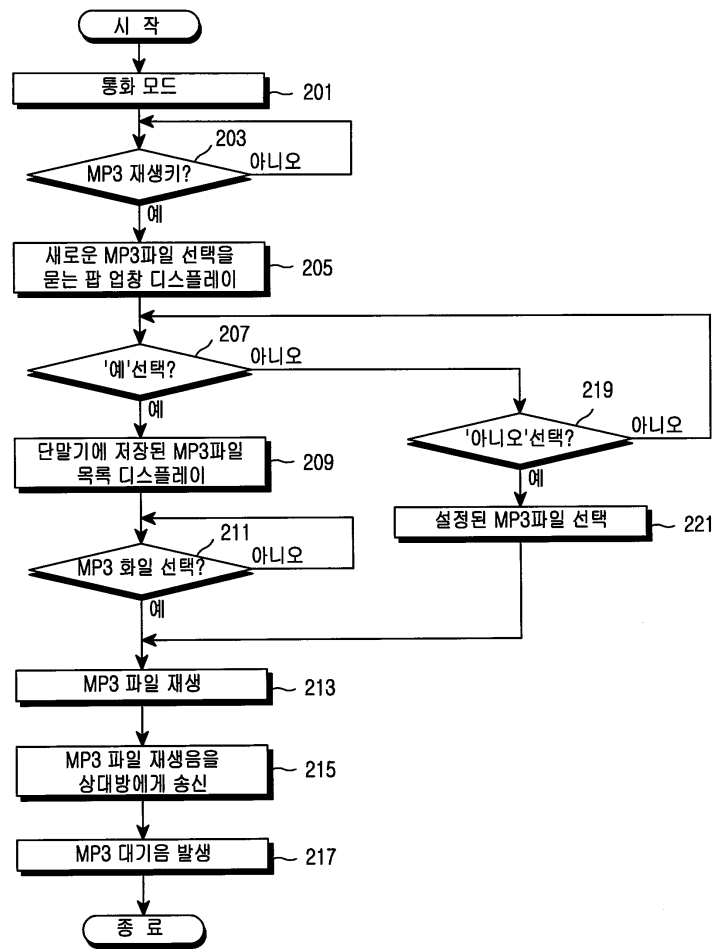 시 작
통화 모드
201
203
MP3 재생키?
아니오
예
새로운 MP3파일 선택을
묻는 팝 업창 디스플레이
205
207
'예'선택?
아니오
예
219
'아니오'선택?
아니오
예
단말기에 저장된 MP3파일
목록 디스플레이
209
설정된 MP3파일 선택
221
211
MP3 화일 선택?
아니오
예
MP3 파일 재생
213
MP3 파일 재생음을
상대방에게 송신
215
MP3 대기음 발생
217
종 료